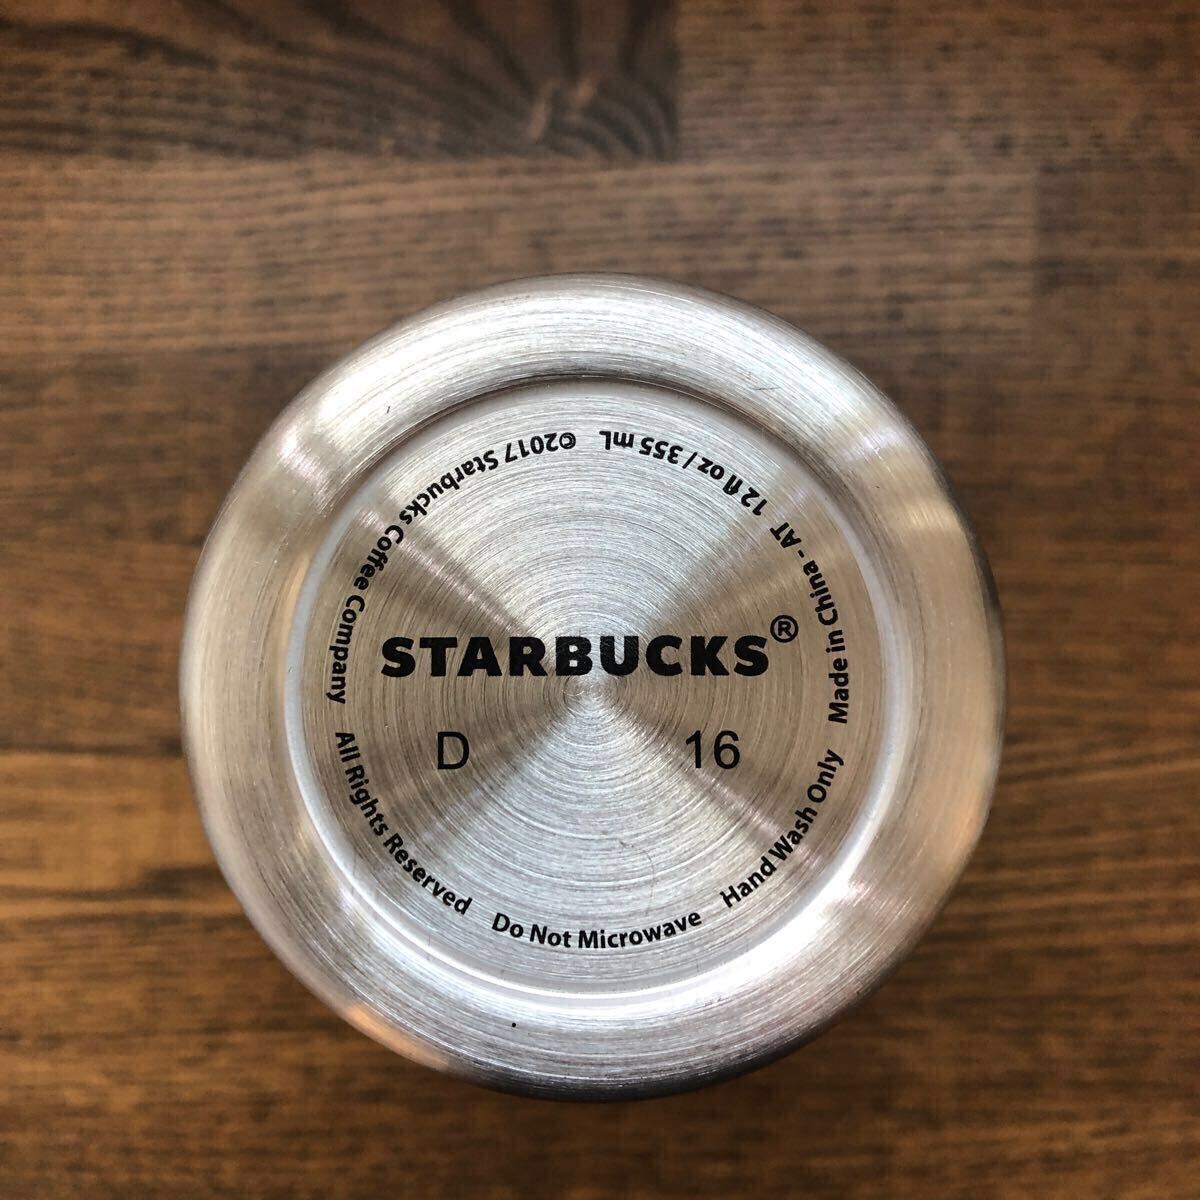 STARBUCKS®
D 16
©2017 Starbucks Coffee Company All Rights Reserved Do Not Microwave Hand Wash Only Made in China - AT 12 fl oz / 355 mL